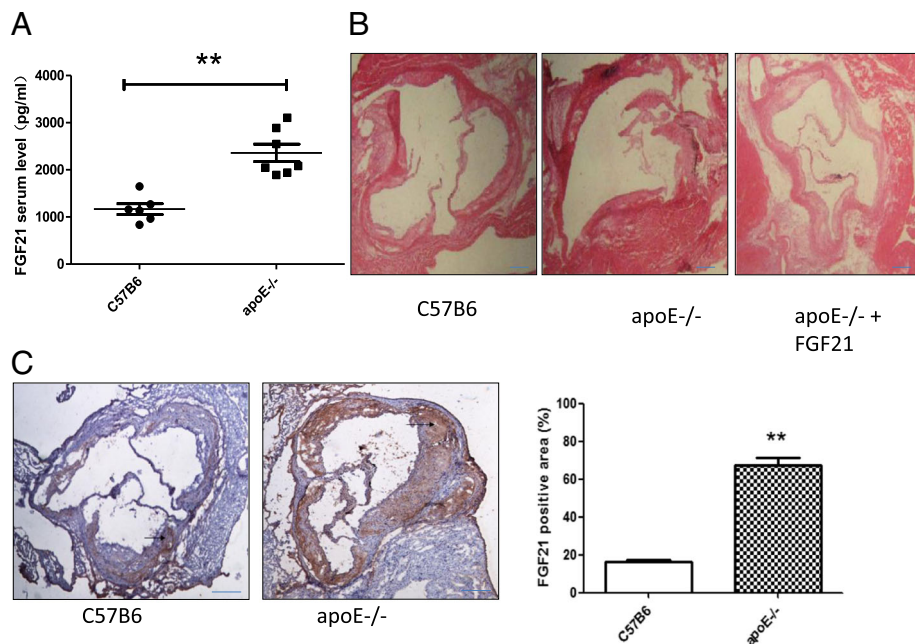 A
FGF21 serum level (pg/ml)
4000
3000
2000
1000
0
**
C57B6
apoE-/-
B
C57B6
apoE-/-
apoE-/- +
FGF21
C
C57B6
apoE-/-
FGF21 positive area (%)
100
80
60
40
20
0
**
C57B6
apoE-/-